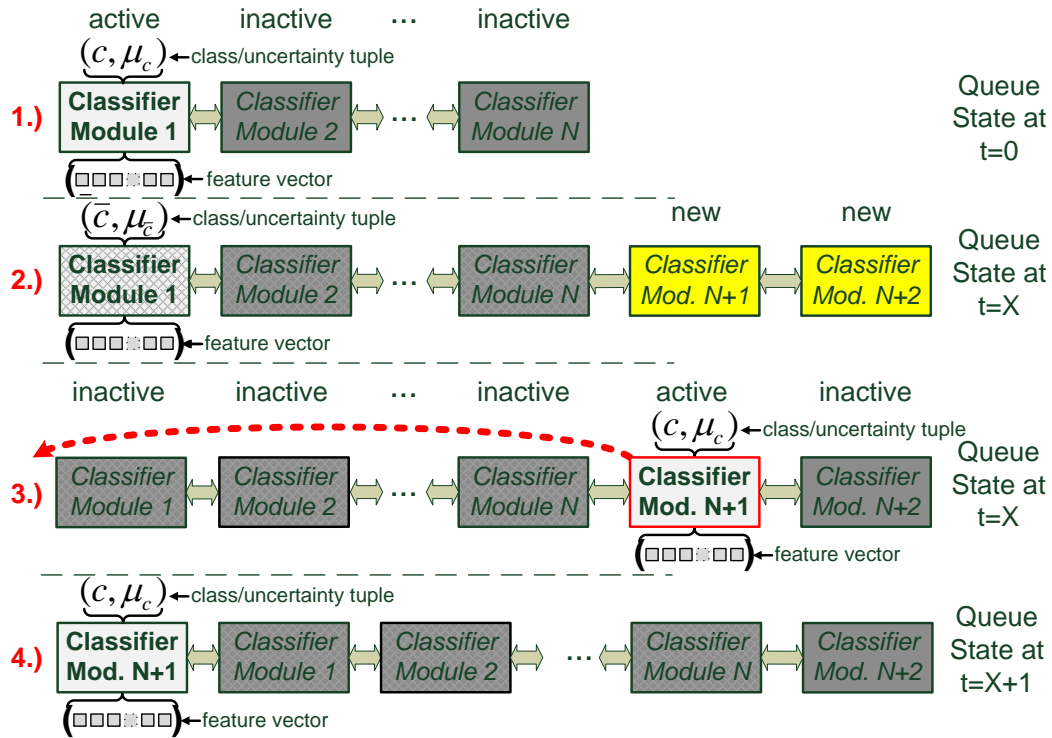 active inactive ... inactive
(c, μ_c) class/uncertainty tuple
1.)
Classifier Module 1
Classifier Module 2
...
Classifier Module N
Queue State at t=0
feature vector
(c̄, μ_c̄) class/uncertainty tuple
new new
2.)
Classifier Module 1
Classifier Module 2
...
Classifier Module N
Classifier Mod. N+1
Classifier Mod. N+2
Queue State at t=X
feature vector
inactive inactive ... inactive active inactive
(c, μ_c) class/uncertainty tuple
3.)
Classifier Module 1
Classifier Module 2
...
Classifier Module N
Classifier Mod. N+1
Classifier Mod. N+2
Queue State at t=X
feature vector
(c, μ_c) class/uncertainty tuple
4.)
Classifier Mod. N+1
Classifier Module 1
Classifier Module 2
...
Classifier Module N
Classifier Mod. N+2
Queue State at t=X+1
feature vector